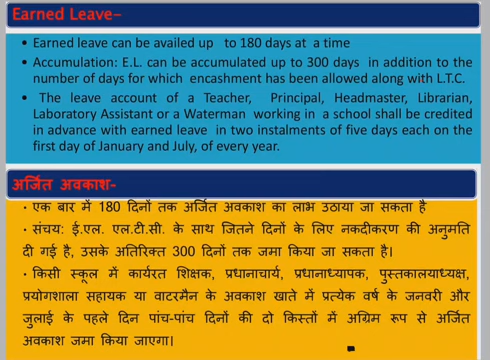 Earned Leave–
• Earned leave can be availed up to 180 days at a time
• Accumulation: E.L. can be accumulated up to 300 days in addition to the
number of days for which encashment has been allowed along with L.T.C.
• The leave account of a Teacher, Principal, Headmaster, Librarian,
Laboratory Assistant or a Waterman working in a school shall be credited
in advance with earned leave in two instalments of five days each on the
first day of January and July, of every year.
अर्जित अवकाश-
• एक बार में 180 दिनों तक अर्जित अवकाश का लाभ उठाया जा सकता है
• संचय: ई.एल. एल.टी.सी. के साथ जितने दिनों के लिए नकदीकरण की अनुमति
दी गई है, उसके अतिरिक्त 300 दिनों तक जमा किया जा सकता है।
• किसी स्कूल में कार्यरत शिक्षक, प्रधानाचार्य, प्रधानाध्यापक, पुस्तकालयाध्यक्ष,
प्रयोगशाला सहायक या वाटरमैन के अवकाश खाते में प्रत्येक वर्ष के जनवरी और
जुलाई के पहले दिन पांच-पांच दिनों की दो किस्तों में अग्रिम रूप से अर्जित
अवकाश जमा किया जाएगा।